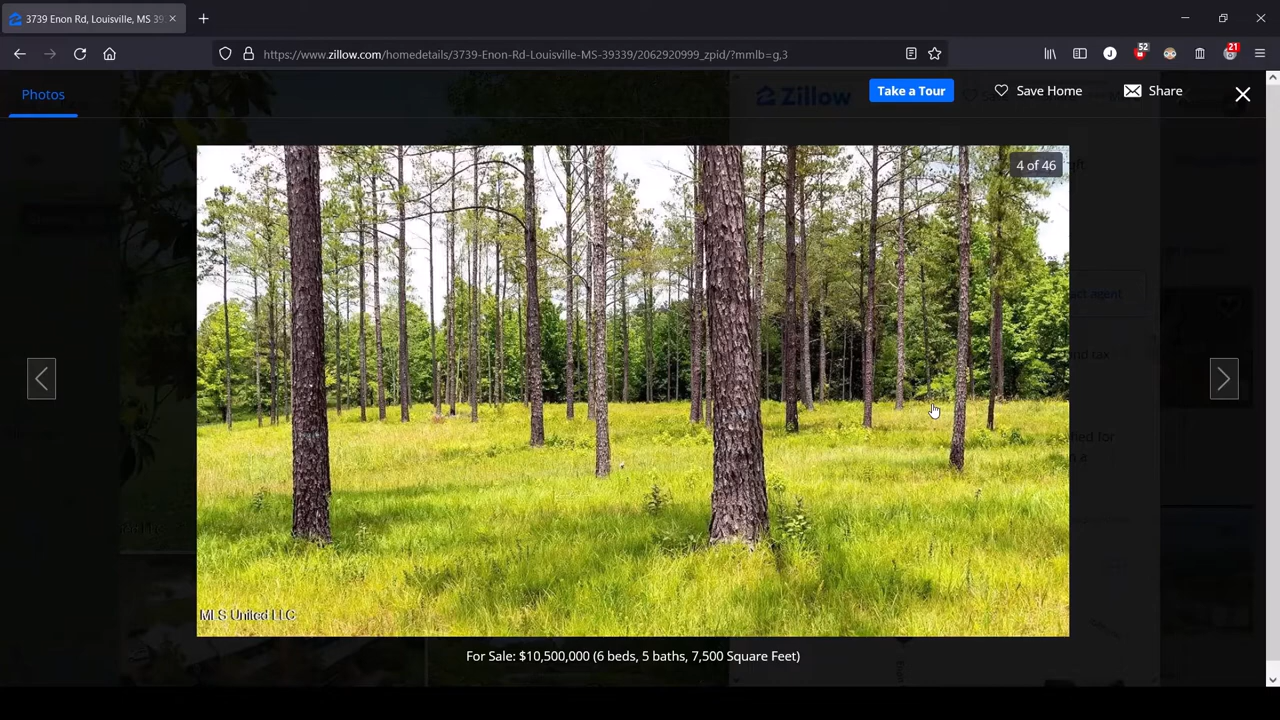 3739 Enon Rd, Louisville, MS 39
https://www.zillow.com/homedetails/3739-Enon-Rd-Louisville-MS-39339/2062920999_zpid/?mmlb=g,3
J
52
21
Photos
Zillow
Take a Tour
Save Home
Share
4 of 46
MLS United LLC
For Sale: $10,500,000 (6 beds, 5 baths, 7,500 Square Feet)